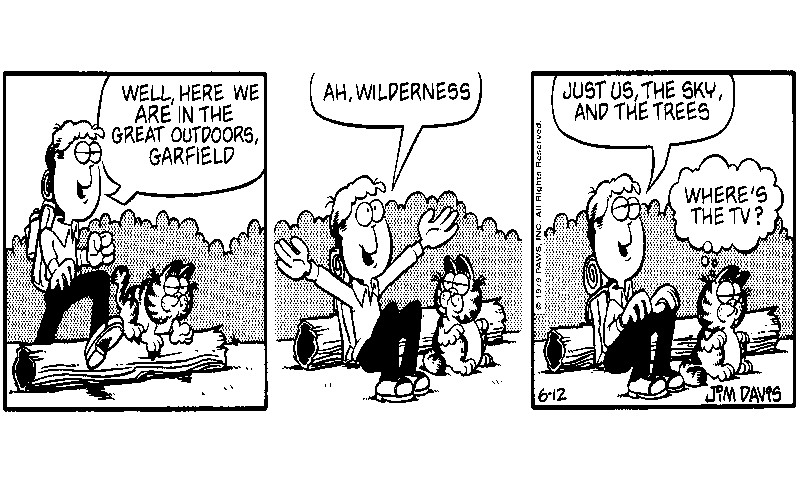 WELL, HERE WE
ARE IN THE
GREAT OUTDOORS,
GARFIELD
AH, WILDERNESS
JUST US, THE SKY,
AND THE TREES
WHERE'S
THE TV?
© 1979 PAWS, INC. All Rights Reserved.
6-12
JIM DAVIS